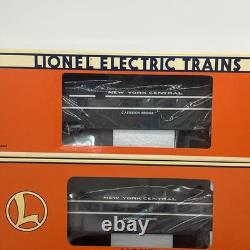 LIONEL ELECTRIC TRAINS
NEW YORK CENTRAL
NEW YORK CENTRAL
L